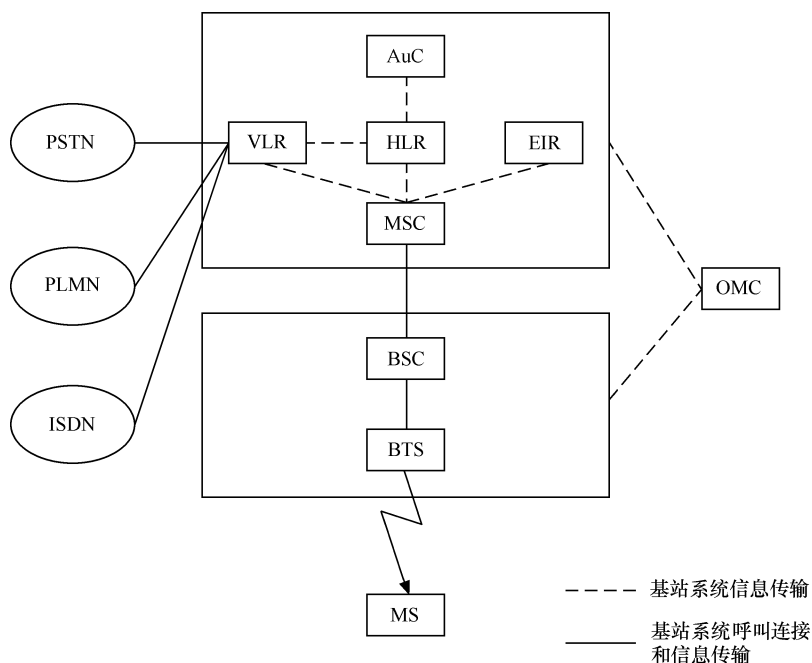 AuC
PSTN
VLR
HLR
EIR
MSC
PLMN
OMC
BSC
ISDN
BTS
MS
基站系统信息传输
基站系统呼叫连接
和信息传输